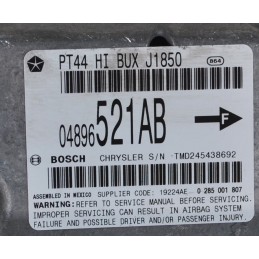 PT44 HI BUX J1850 864
04896521AB F
BOSCH CHRYSLER S/N TMD245438692
ASSEMBLED IN MEXICO SUPPLIER CODE: 19224AE 0 285 001 807
WARNING: REFER TO SERVICE MANUAL BEFORE SERVICING.
IMPROPER SERVICING CAN RESULT IN AIRBAG SYSTEM
FAILURE AND POSSIBLE DRIVER AND/OR PASSENGER INJURY.